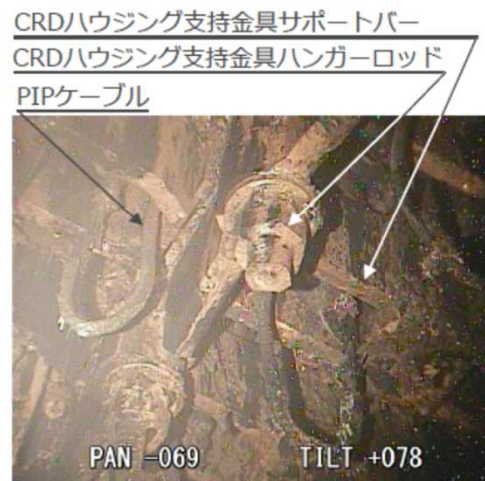 CRDハウジング支持金具サポートバー
CRDハウジング支持金具ハンガーロッド
PIPケーブル
PAN -069 TILT +078